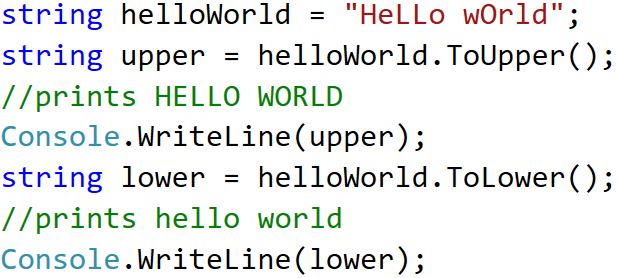 string helloWorld = "HeLLo wOrld";
string upper = helloWorld.ToUpper();
//prints HELLO WORLD
Console.WriteLine(upper);
string lower = helloWorld.ToLower();
//prints hello world
Console.WriteLine(lower);